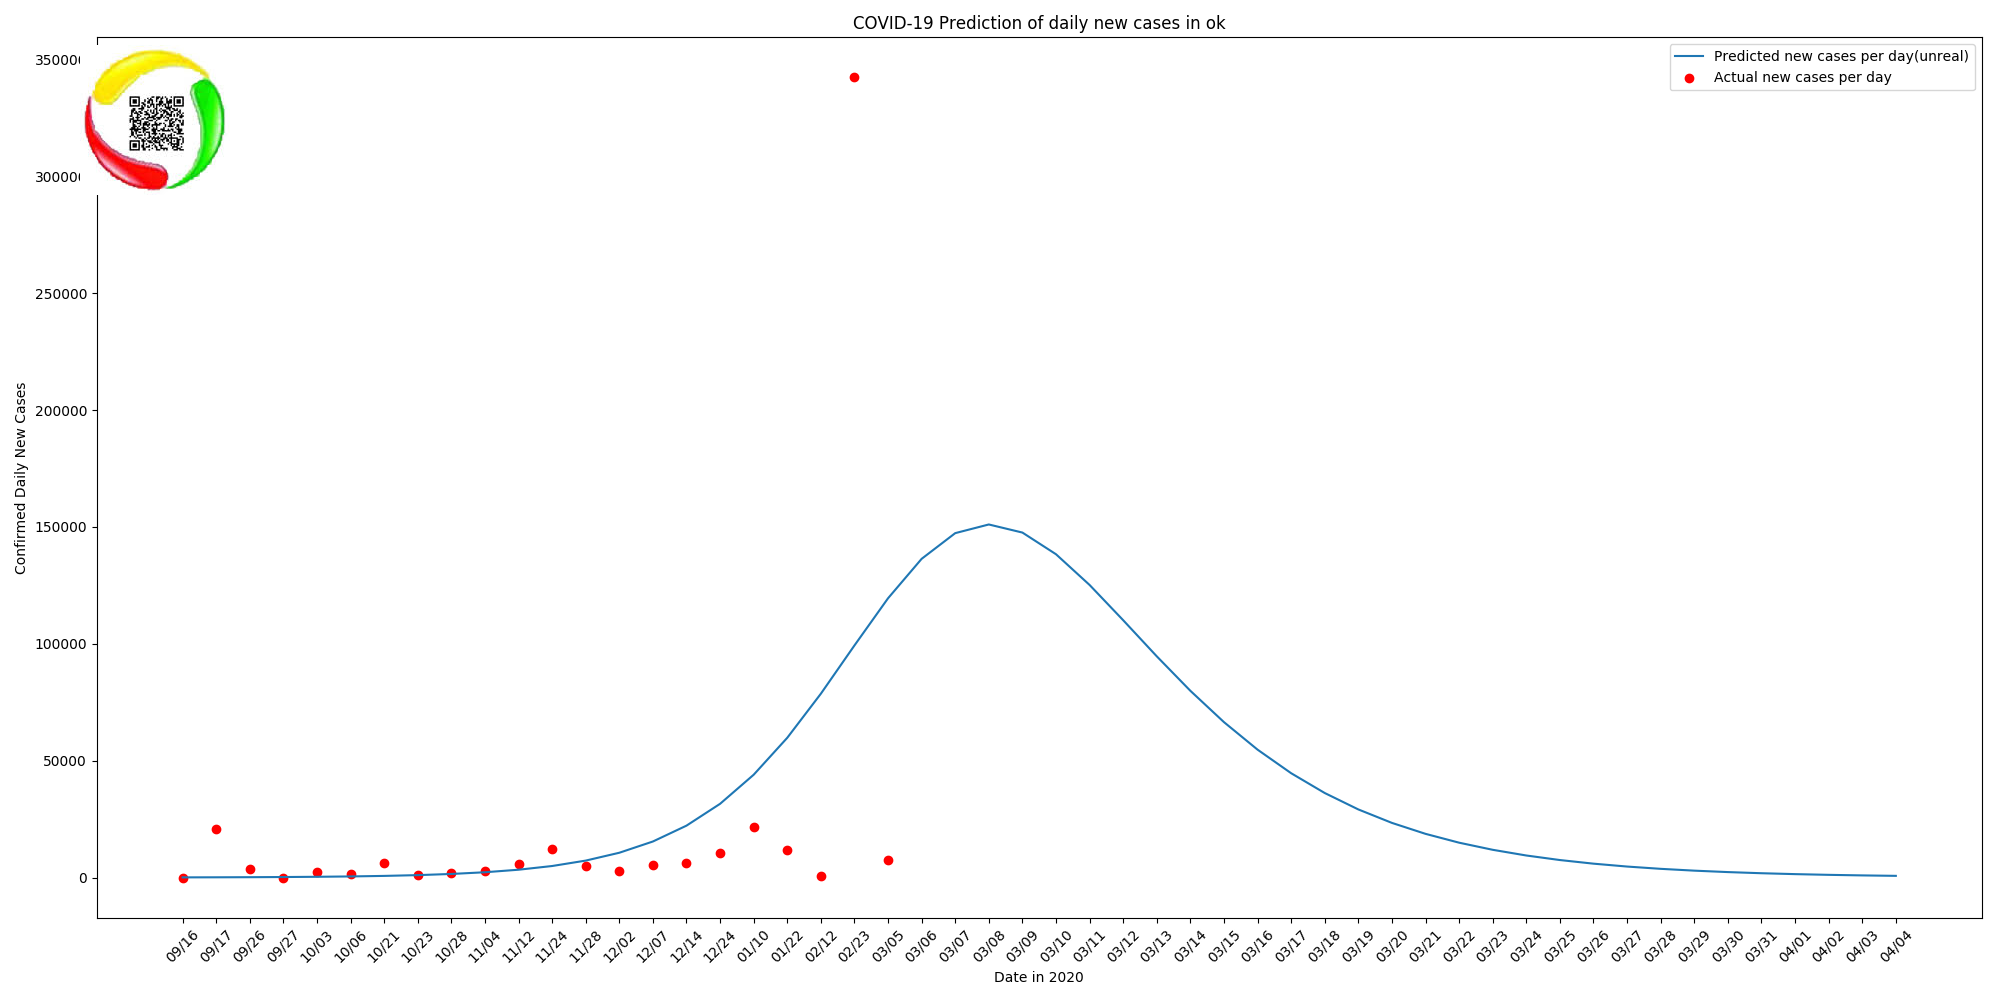 COVID-19 Prediction of daily new cases in ok
Predicted new cases per day(unreal)
Actual new cases per day
Confirmed Daily New Cases
35000
30000
250000
200000
150000
100000
50000
0
09/16 09/17 09/26 09/27 10/03 10/06 10/21 10/23 10/28 11/04 11/12 11/24 11/28 12/02 12/07 12/14 12/24 01/10 01/22 02/12 02/23 03/05 03/06 03/07 03/08 03/09 03/10 03/11 03/12 03/13 03/14 03/15 03/16 03/17 03/18 03/19 03/20 03/21 03/22 03/23 03/24 03/25 03/26 03/27 03/28 03/29 03/30 03/31 04/01 04/02 04/03 04/04
Date in 2020